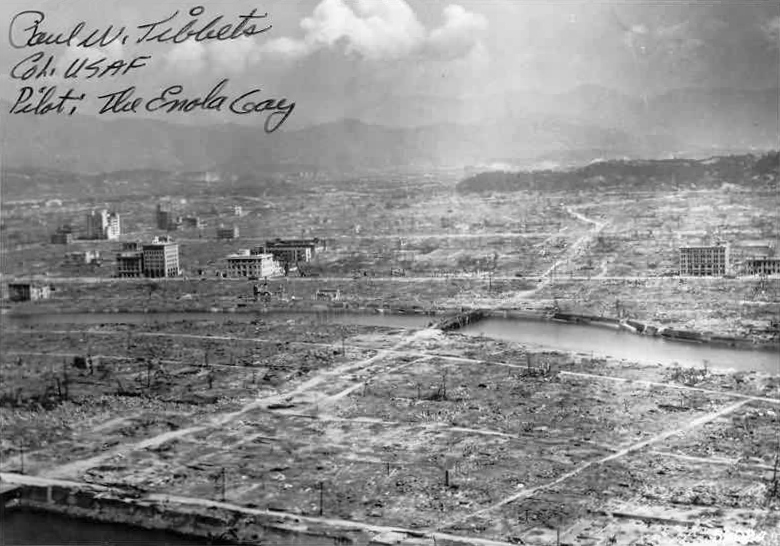 Paul W. Tibbets
Col. USAF
Pilot: The Enola Gay